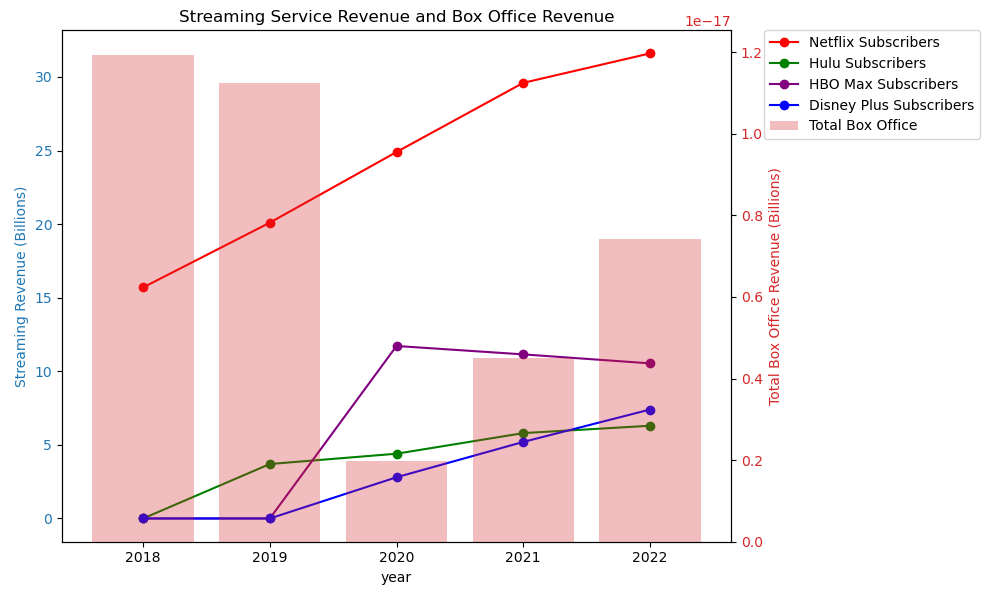 Streaming Service Revenue and Box Office Revenue
1e−17
Streaming Revenue (Billions)
30
25
20
15
10
5
0
2018
2019
2020
2021
2022
year
1.2
1.0
0.8
0.6
0.4
0.2
0.0
Total Box Office Revenue (Billions)
Netflix Subscribers
Hulu Subscribers
HBO Max Subscribers
Disney Plus Subscribers
Total Box Office